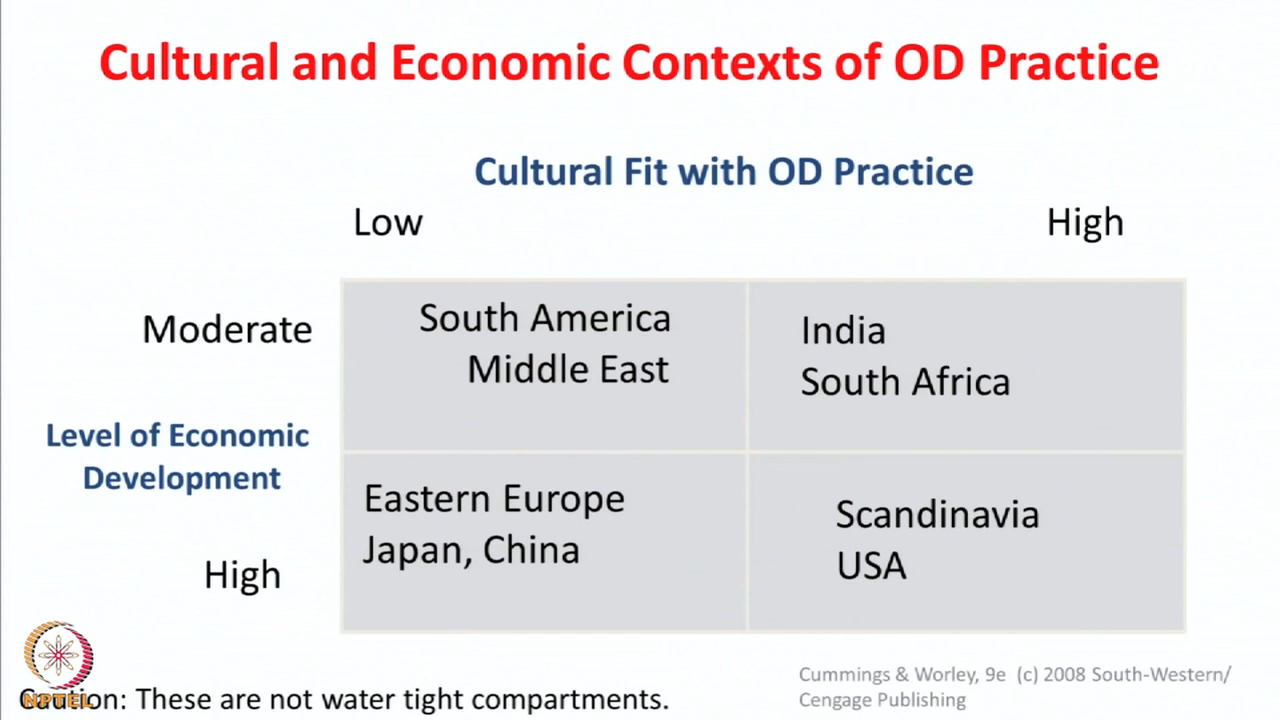 Cultural and Economic Contexts of OD Practice
Cultural Fit with OD Practice
Low
High
Moderate
South America
Middle East
India
South Africa
Level of Economic
Development
High
Eastern Europe
Japan, China
Scandinavia
USA
Cummings & Worley, 9e (c) 2008 South-Western/
Cengage Publishing
Caution: These are not water tight compartments.
NPTEL